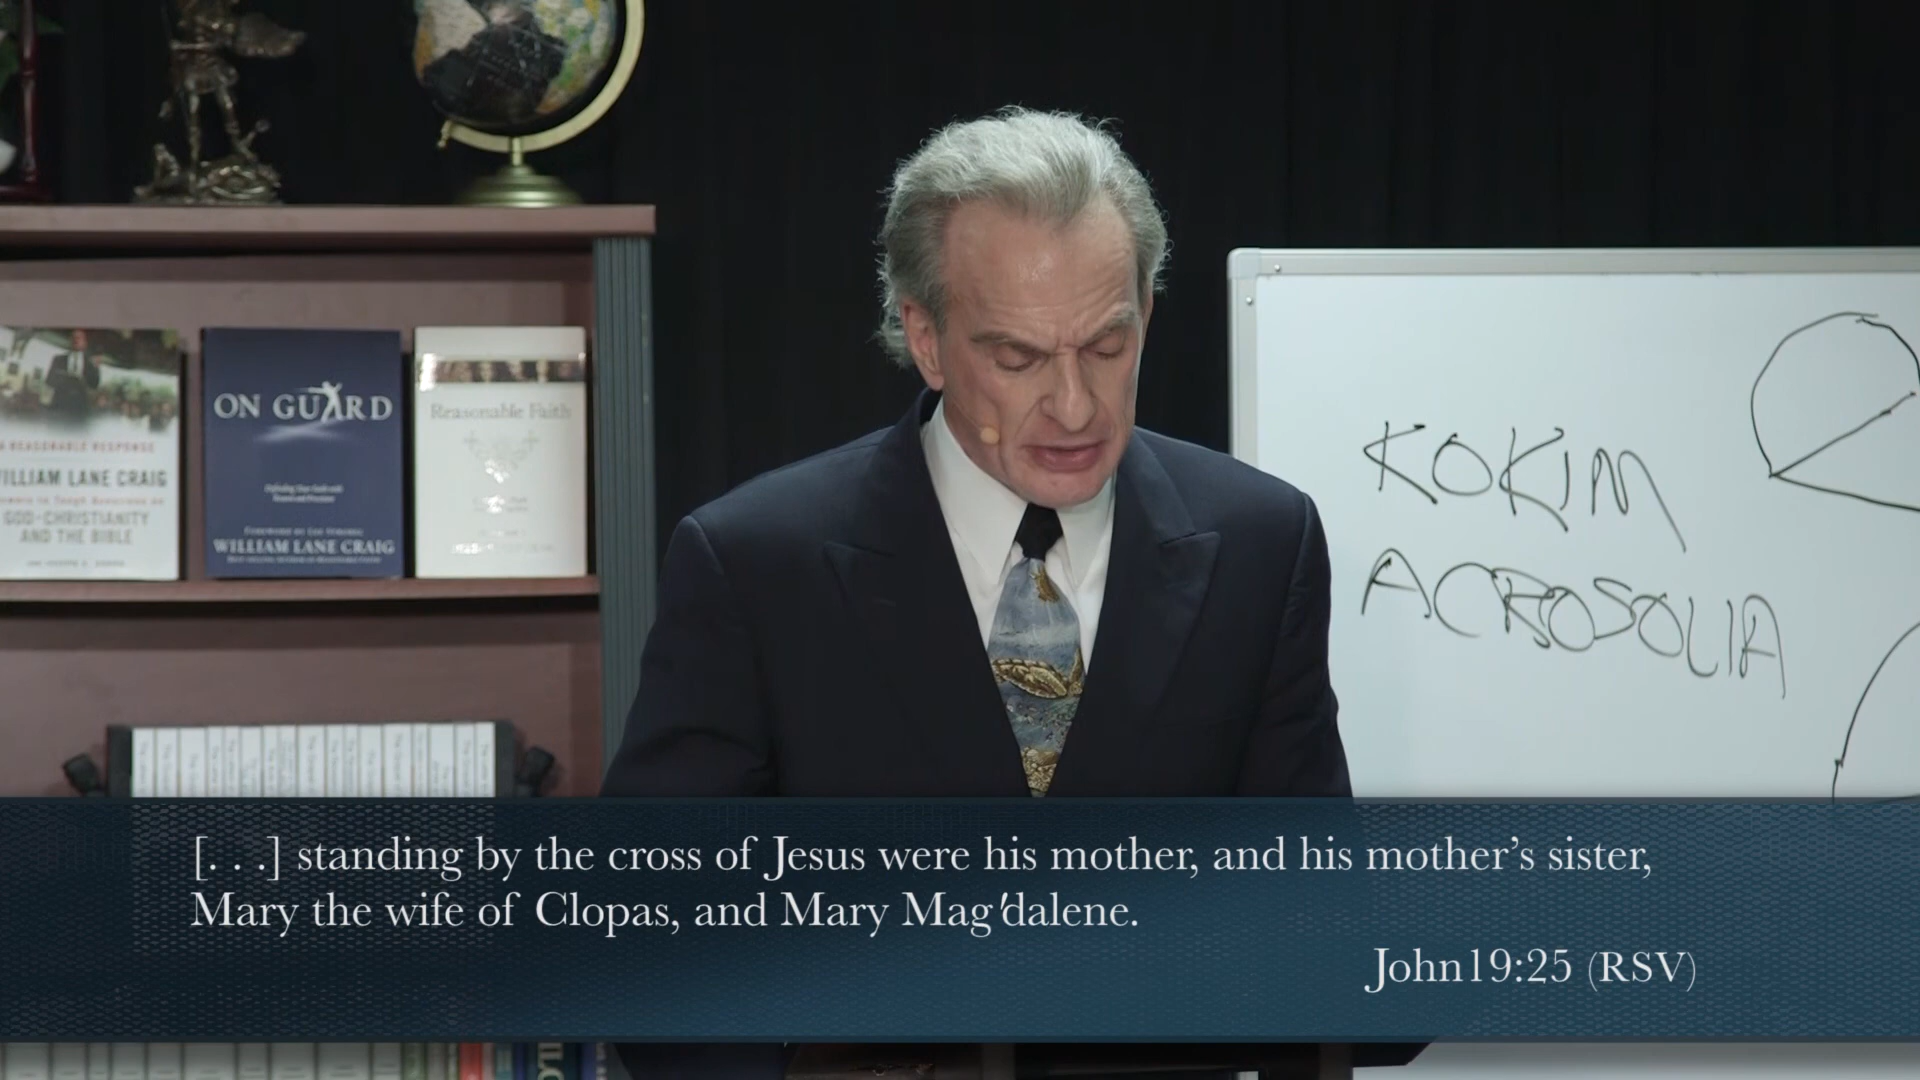 A REASONABLE RESPONSE
WILLIAM LANE CRAIG
GOD • CHRISTIANITY
AND THE BIBLE
ON GUARD
WILLIAM LANE CRAIG
Reasonable Faith
KOKIM
ACROSOLIA
[. . .] standing by the cross of Jesus were his mother, and his mother’s sister,
Mary the wife of Clopas, and Mary Mag′dalene.
John19:25 (RSV)